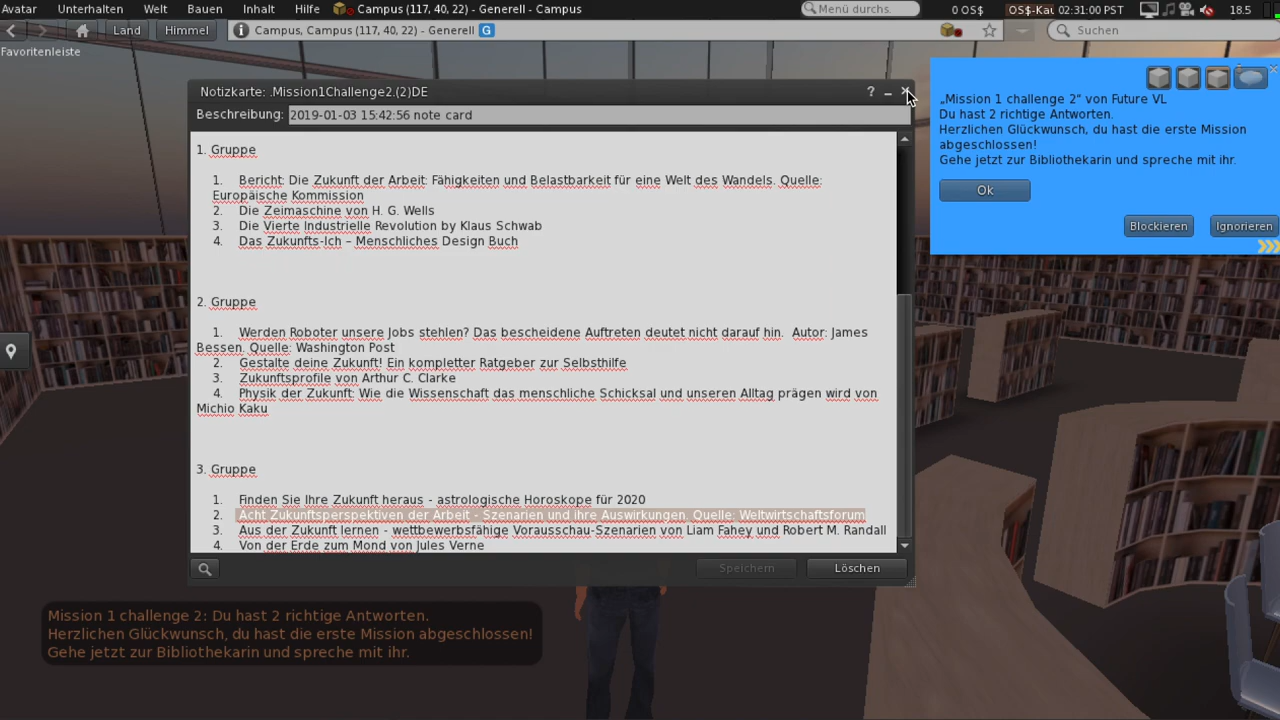 Avatar Unterhalten Welt Bauen Inhalt Hilfe Campus (117, 40, 22) - Generell - Campus Menü durchs. 0 OS$ OS$-Kau 02:31:00 PST 18.5
Land Himmel Campus, Campus (117, 40, 22) - Generell G Suchen
Favoritenleiste
Notizkarte: .Mission1Challenge2.(2)DE ?
Beschreibung: 2019-01-03 15:42:56 note card
1. Gruppe
1. Bericht: Die Zukunft der Arbeit: Fähigkeiten und Belastbarkeit für eine Welt des Wandels. Quelle:
Europäische Kommission
2. Die Zeimaschine von H. G. Wells
3. Die Vierte Industrielle Revolution by Klaus Schwab
4. Das Zukunfts-Ich – Menschliches Design Buch
2. Gruppe
1. Werden Roboter unsere Jobs stehlen? Das bescheidene Auftreten deutet nicht darauf hin. Autor: James
Bessen. Quelle: Washington Post
2. Gestalte deine Zukunft! Ein kompletter Ratgeber zur Selbsthilfe
3. Zukunftsprofile von Arthur C. Clarke
4. Physik der Zukunft: Wie die Wissenschaft das menschliche Schicksal und unseren Alltag prägen wird von
Michio Kaku
3. Gruppe
1. Finden Sie Ihre Zukunft heraus - astrologische Horoskope für 2020
2. Acht Zukunftsperspektiven der Arbeit - Szenarien und Ihre Auswirkungen. Quelle: Weltwirtschaftsforum
3. Aus der Zukunft lernen - wettbewerbsfähige Vorausschau-Szenarien von Liam Fahey und Robert M. Randall
4. Von der Erde zum Mond von Jules Verne
Speichern Löschen
„Mission 1 challenge 2" von Future VL
Du hast 2 richtige Antworten.
Herzlichen Glückwunsch, du hast die erste Mission
abgeschlossen!
Gehe jetzt zur Bibliothekarin und spreche mit ihr.
Ok
Blockieren Ignorieren
Mission 1 challenge 2: Du hast 2 richtige Antworten.
Herzlichen Glückwunsch, du hast die erste Mission abgeschlossen!
Gehe jetzt zur Bibliothekarin und spreche mit ihr.